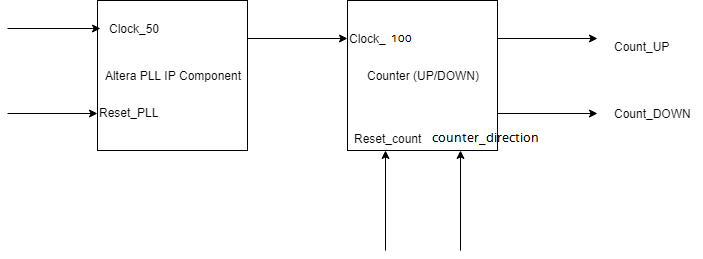 Clock_50
Altera PLL IP Component
Reset_PLL
Clock_ 100
Counter (UP/DOWN)
Reset_count counter_direction
Count_UP
Count_DOWN